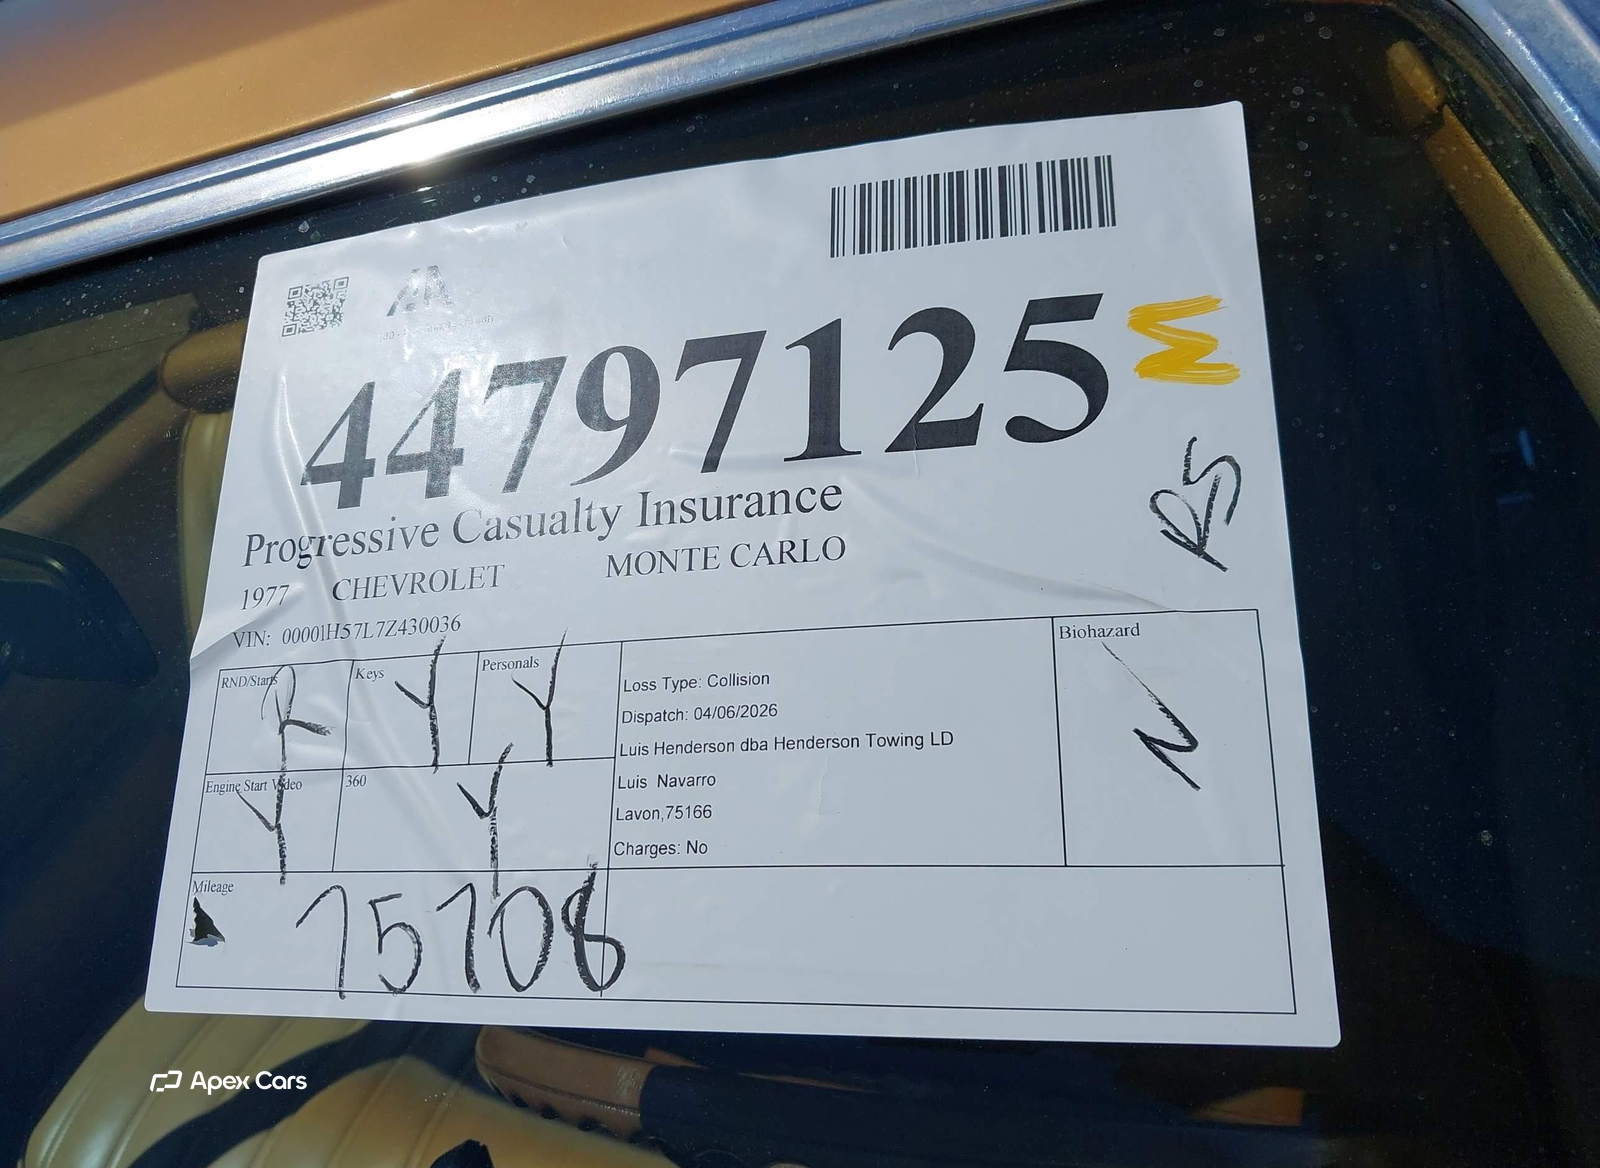 44797125
Σ
RS
Progressive Casualty Insurance
1977 CHEVROLET MONTE CARLO
VIN: 00001H57L7Z430036
RND/Starts R
Keys Y
Personals Y
Loss Type: Collision
Dispatch: 04/06/2026
Luis Henderson dba Henderson Towing LD
Luis Navarro
Lavon,75166
Charges: No
Biohazard
N
Engine Start Video Y
360 Y
Mileage
75708
Apex Cars